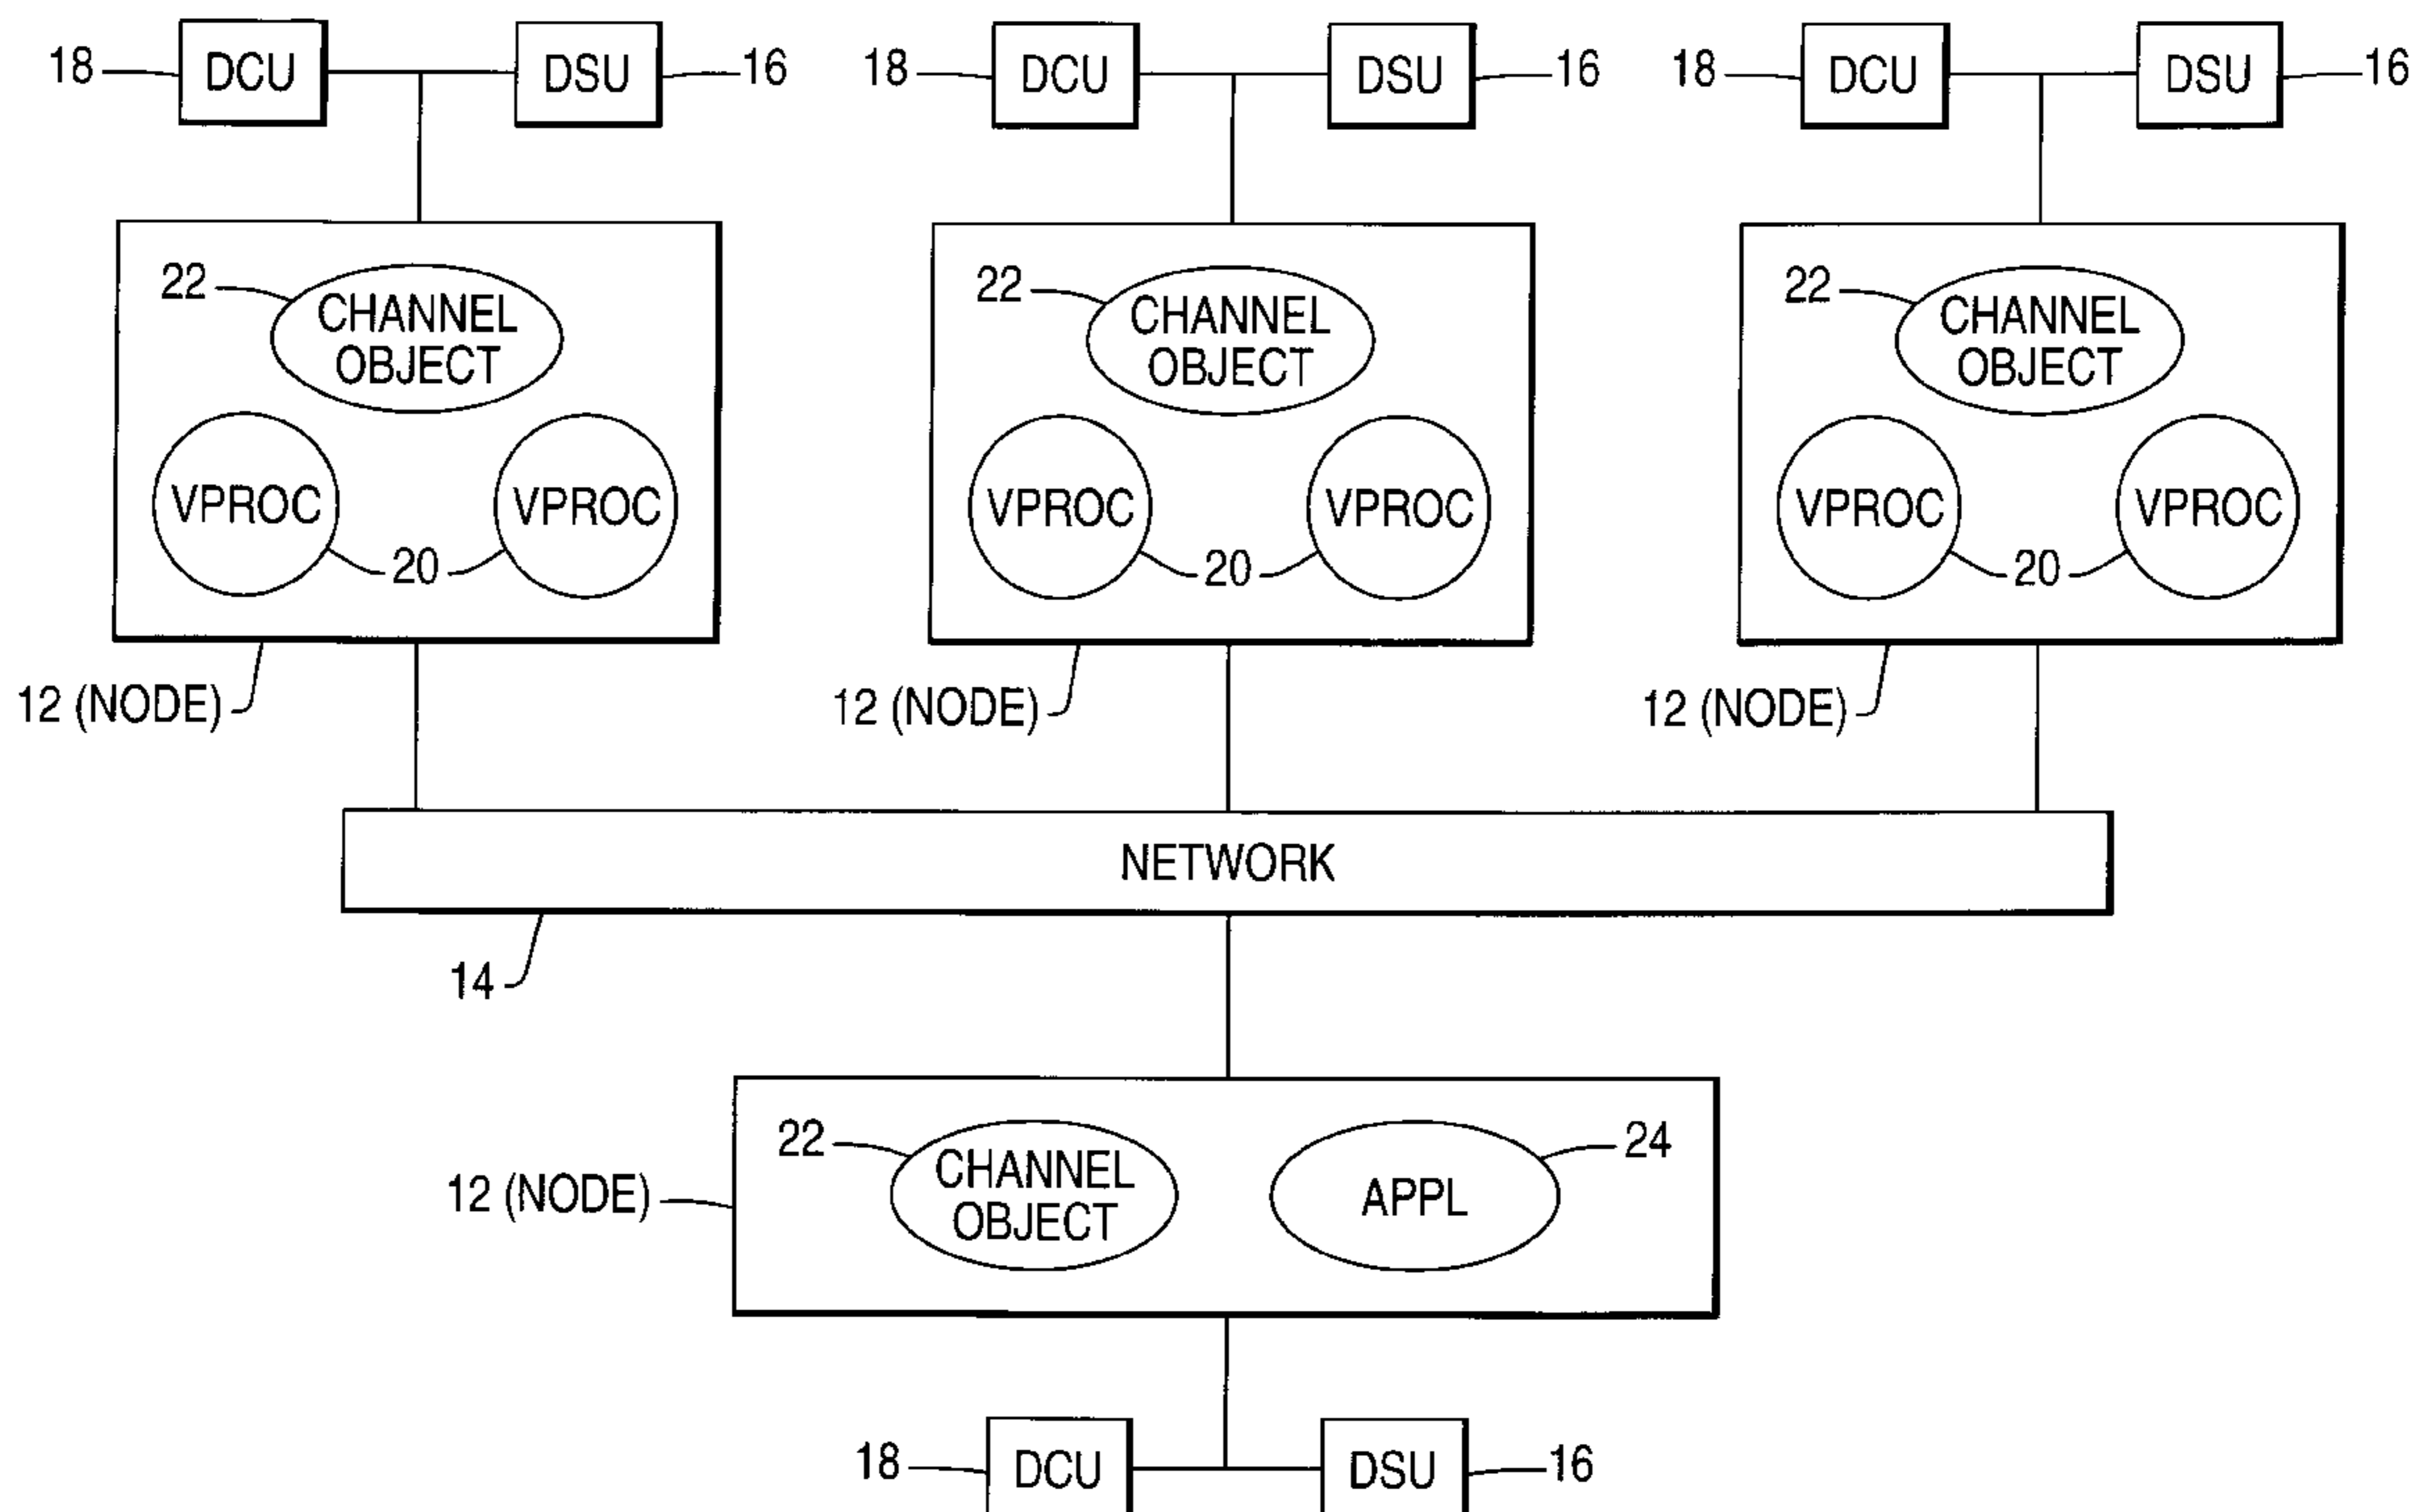 18 DCU DSU 16 18 DCU DSU 16 18 DCU DSU 16
22 CHANNEL OBJECT 22 CHANNEL OBJECT 22 CHANNEL OBJECT
VPROC VPROC VPROC VPROC VPROC VPROC
20 20 20
12 (NODE) 12 (NODE) 12 (NODE)
NETWORK
14
22 CHANNEL OBJECT APPL 24
12 (NODE)
18 DCU DSU 16